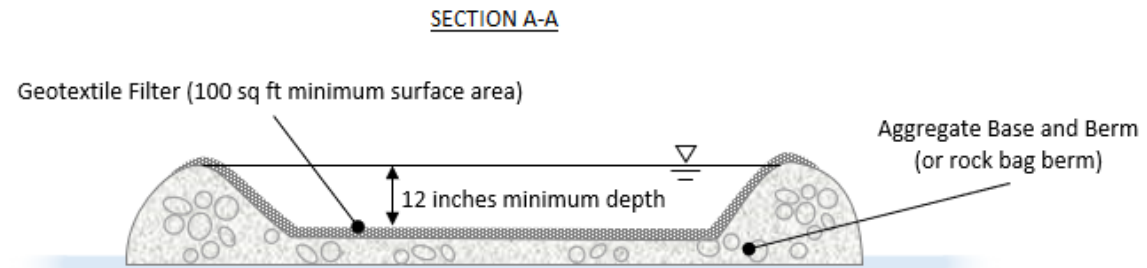 SECTION A-A
Geotextile Filter (100 sq ft minimum surface area)
Aggregate Base and Berm
(or rock bag berm)
12 inches minimum depth